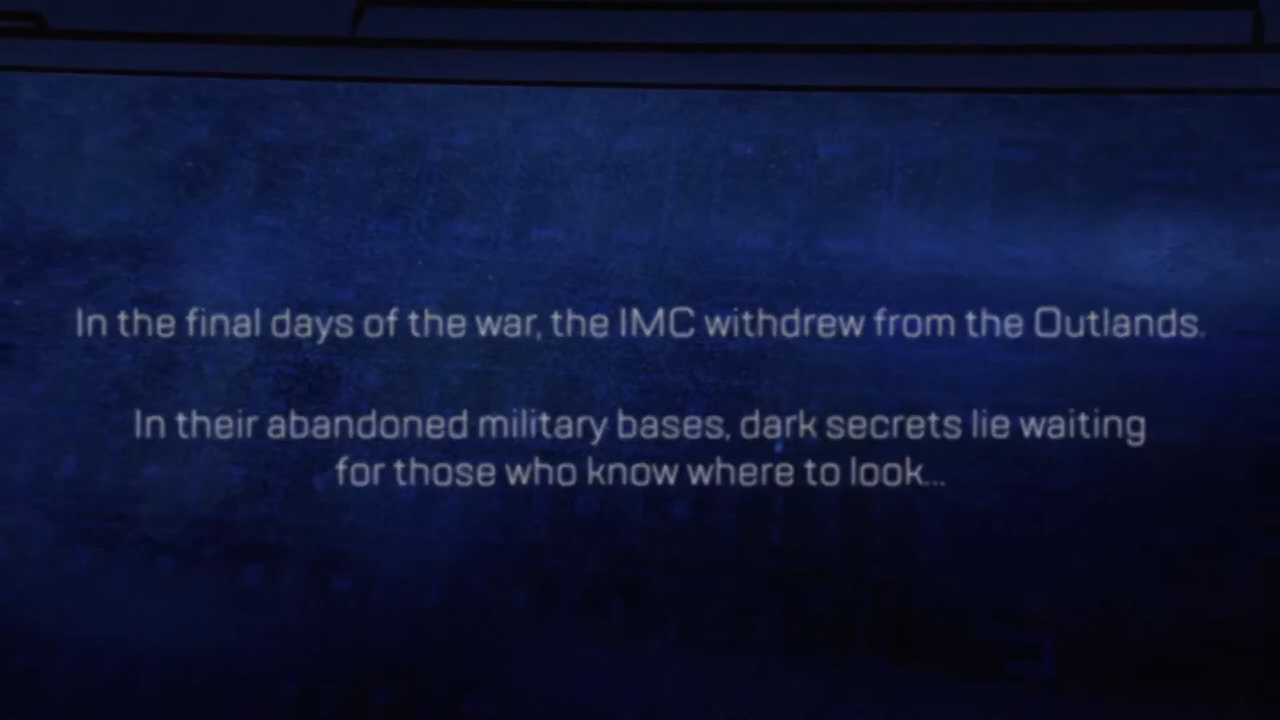 In the final days of the war, the IMC withdrew from the Outlands.
In their abandoned military bases, dark secrets lie waiting
for those who know where to look...